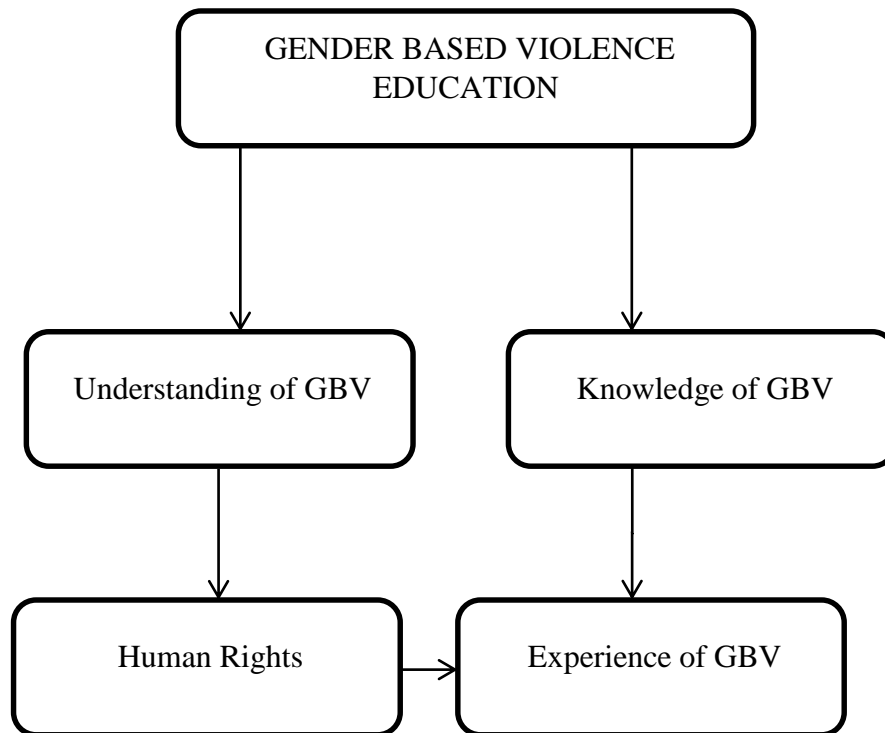 GENDER BASED VIOLENCE
EDUCATION
Understanding of GBV
Knowledge of GBV
Human Rights
Experience of GBV